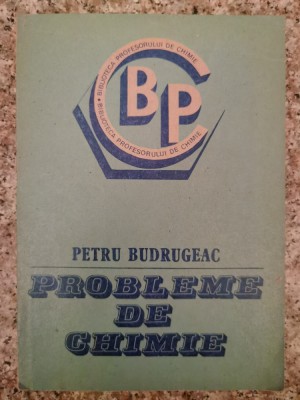 BIBLIOTECA PROFESORULUI DE CHIMIE • BIBLIOTECA PROFESORULUI DE CHIMIE
BP
PETRU BUDRUGEAC
PROBLEME
DE
CHIMIE